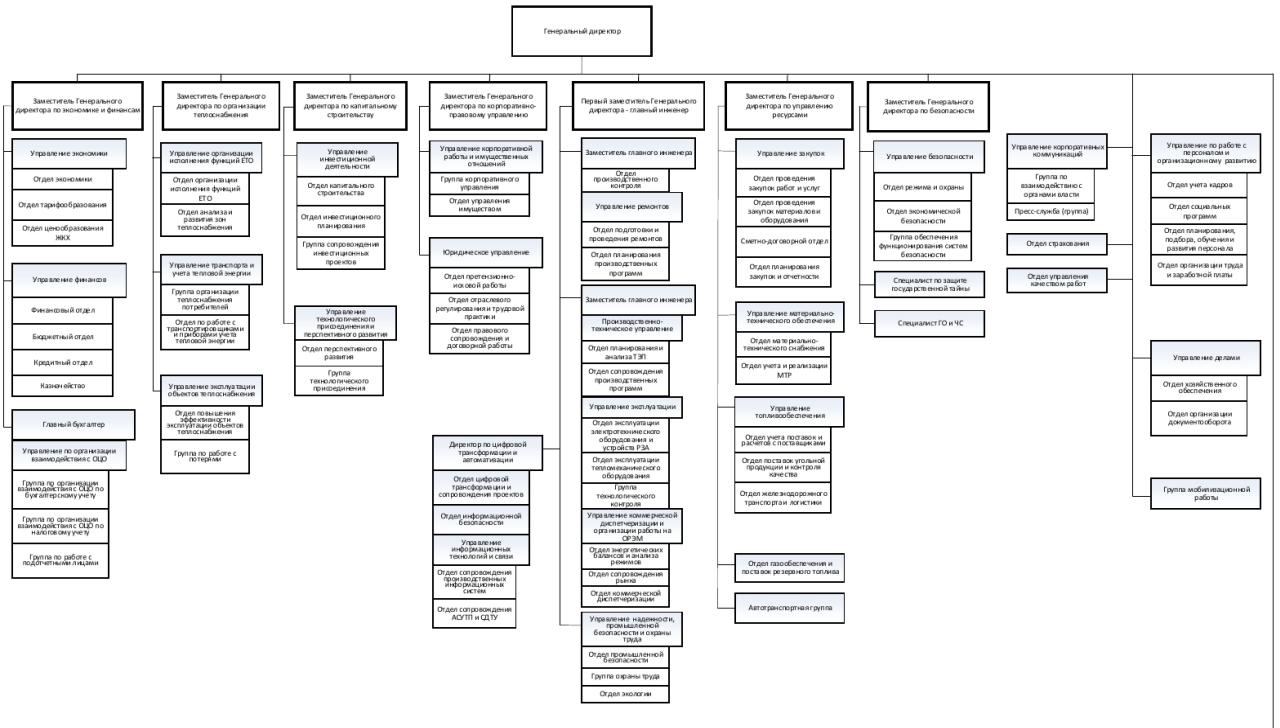 Генеральный директор
Заместитель Генерального
директора по экономике и финансам
Управление экономики
Отдел экономики
Отдел тарифообразования
Отдел ценообразования
ЖКХ
Управление финансов
Финансовый отдел
Бюджетный отдел
Кредитный отдел
Казначейство
Главный бухгалтер
Управление по организации
взаимодействия с ОЦО
Группа по организации
взаимодействия с ОЦО по
бухгалтерскому учету
Группа по организации
взаимодействия с ОЦО по
налоговому учету
Группа по работе с
подотчетными лицами
Заместитель Генерального
директора по организации
теплоснабжения
Управление организации
исполнения функций ЕТО
Отдел организации
исполнения функций
ЕТО
Отдел анализа и
развития зон
теплоснабжения
Управление транспорта и
учета тепловой энергии
Группа организации
теплоснабжения
потребителей
Отдел по работе с
транспортировщиками
и приборами учета
тепловой энергии
Управление эксплуатации
объектов теплоснабжения
Отдел повышения
эффективности
эксплуатации объектов
теплоснабжения
Группа по работе с
потерями
Заместитель Генерального
директора по капитальному
строительству
Управление
инвестиционной
деятельности
Отдел капитального
строительства
Отдел инвестиционного
планирования
Группа сопровождения
инвестиционных
проектов
Управление
технологического
присоединения и
перспективного развития
Отдел перспективного
развития
Группа
технологического
присоединения
Заместитель Генерального
директора по корпоративно-
правовому управлению
Управление корпоративной
работы и имущественных
отношений
Группа корпоративного
управления
Отдел управления
имуществом
Юридическое управление
Отдел претензионно-
исковой работы
Отдел отраслевого
регулирования и трудовой
практики
Отдел правового
сопровождения и
договорной работы
Директор по цифровой
трансформации и
автоматизации
Отдел цифровой
трансформации и
сопровождения проектов
Отдел информационной
безопасности
Управление
информационных
технологий и связи
Отдел сопровождения
производственных
информационных
систем
Отдел сопровождения
АСУТП и СДТУ
Первый заместитель Генерального
директора - главный инженер
Заместитель главного инженера
Отдел
производственного
контроля
Управление ремонтов
Отдел подготовки и
проведения ремонтов
Отдел планирования
производственных
программ
Заместитель главного инженера
Производственно-
техническое управление
Отдел планирования и
анализа ТЭП
Отдел сопровождения
производственных
программ
Управление эксплуатации
Отдел эксплуатации
электротехнического
оборудования и
устройств РЗА
Отдел эксплуатации
тепломеханического
оборудования
Группа
технологического
контроля
Управление коммерческой
диспетчеризации и
организации работы на
ОРЭМ
Отдел энергетических
балансов и анализа
режимов
Отдел сопровождения
рынка
Отдел коммерческой
диспетчеризации
Управление надежности,
промышленной
безопасности и охраны
труда
Отдел промышленной
безопасности
Группа охраны труда
Отдел экологии
Заместитель Генерального
директора по управлению
ресурсами
Управление закупок
Отдел проведения
закупок работ и услуг
Отдел проведения
закупок материалов и
оборудования
Сметно-договорной отдел
Отдел планирования
закупок и отчетности
Управление материально-
технического обеспечения
Отдел материально-
технического снабжения
Отдел учета и реализации
МТР
Управление
топливообеспечения
Отдел учета поставок и
расчетов с поставщиками
Отдел поставок угольной
продукции и контроля
качества
Отдел железнодорожного
транспорта и логистики
Отдел газообеспечения и
поставок резервного топлива
Автотранспортная группа
Заместитель Генерального
директора по безопасности
Управление безопасности
Отдел режима и охраны
Отдел экономической
безопасности
Группа обеспечения
функционирования систем
безопасности
Специалист по защите
государственной тайны
Специалист ГО и ЧС
Управление корпоративных
коммуникаций
Группа по
взаимодействию с
органами власти
Пресс-служба (группа)
Отдел страхования
Отдел управления
качеством работ
Управление по работе с
персоналом и
организационному развитию
Отдел учета кадров
Отдел социальных
программ
Отдел планирования,
подбора, обучения и
развития персонала
Отдел организации труда
и заработной платы
Управление делами
Отдел хозяйственного
обеспечения
Отдел организации
документооборота
Группа мобилизационной
работы